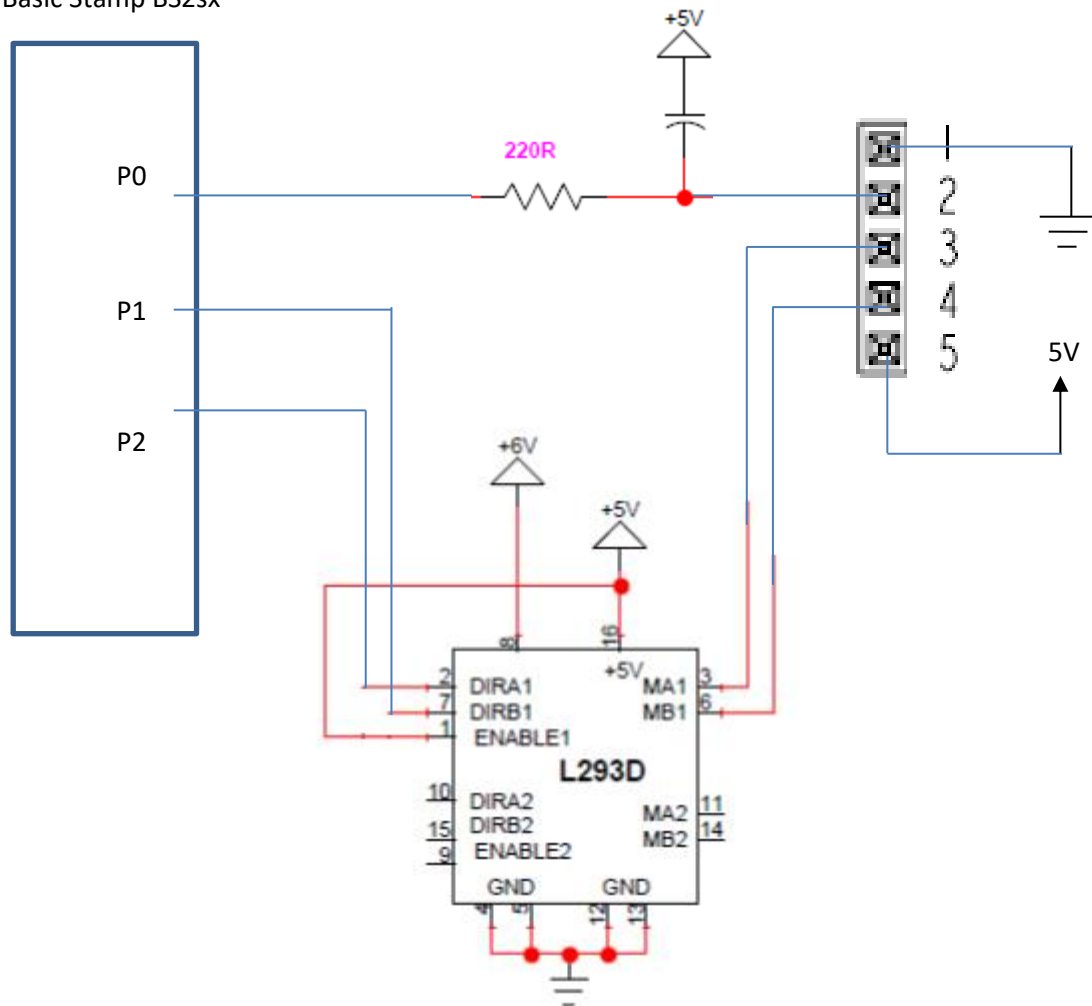 Basic Stamp BS2sx
+5V
220R
P0
1
2
3
4
5
P1
5V
P2
+6V
+5V
8
16
+5V
2
DIRA1
MA1
3
7
DIRB1
MB1
6
1
ENABLE1
L293D
10
DIRA2
MA2
11
15
DIRB2
MB2
14
9
ENABLE2
GND
GND
4
5
12
13